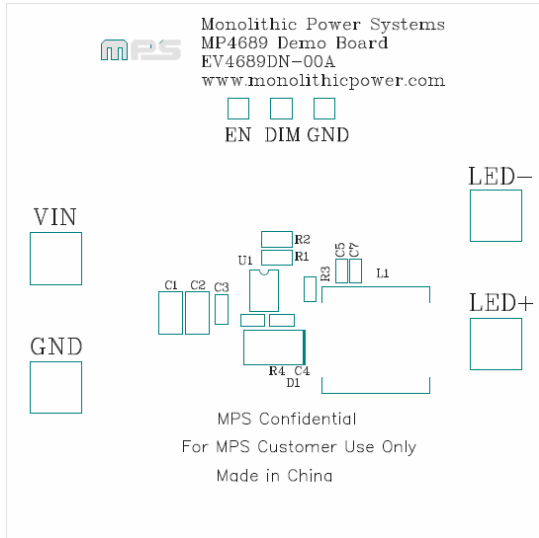 MPS
Monolithic Power Systems
MP4689 Demo Board
EV4689DN-00A
www.monolithicpower.com
EN DIM GND
LED-
VIN
R2
R1
U1
R3
C5
C7
L1
C1 C2 C3
LED+
GND
R4 C4
D1
MPS Confidential
For MPS Customer Use Only
Made in China